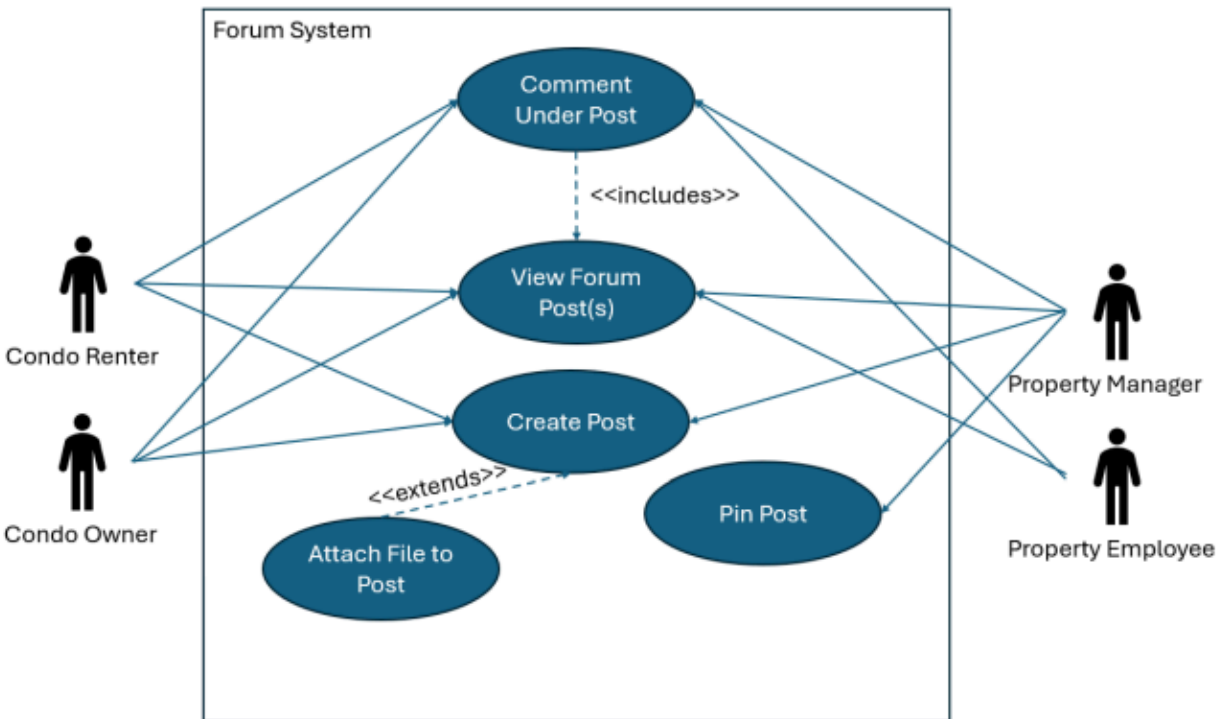 Forum System
Comment
Under Post
<<includes>>
View Forum
Post(s)
Condo Renter
Property Manager
Create Post
<<extends>>
Condo Owner
Pin Post
Attach File to
Post
Property Employee